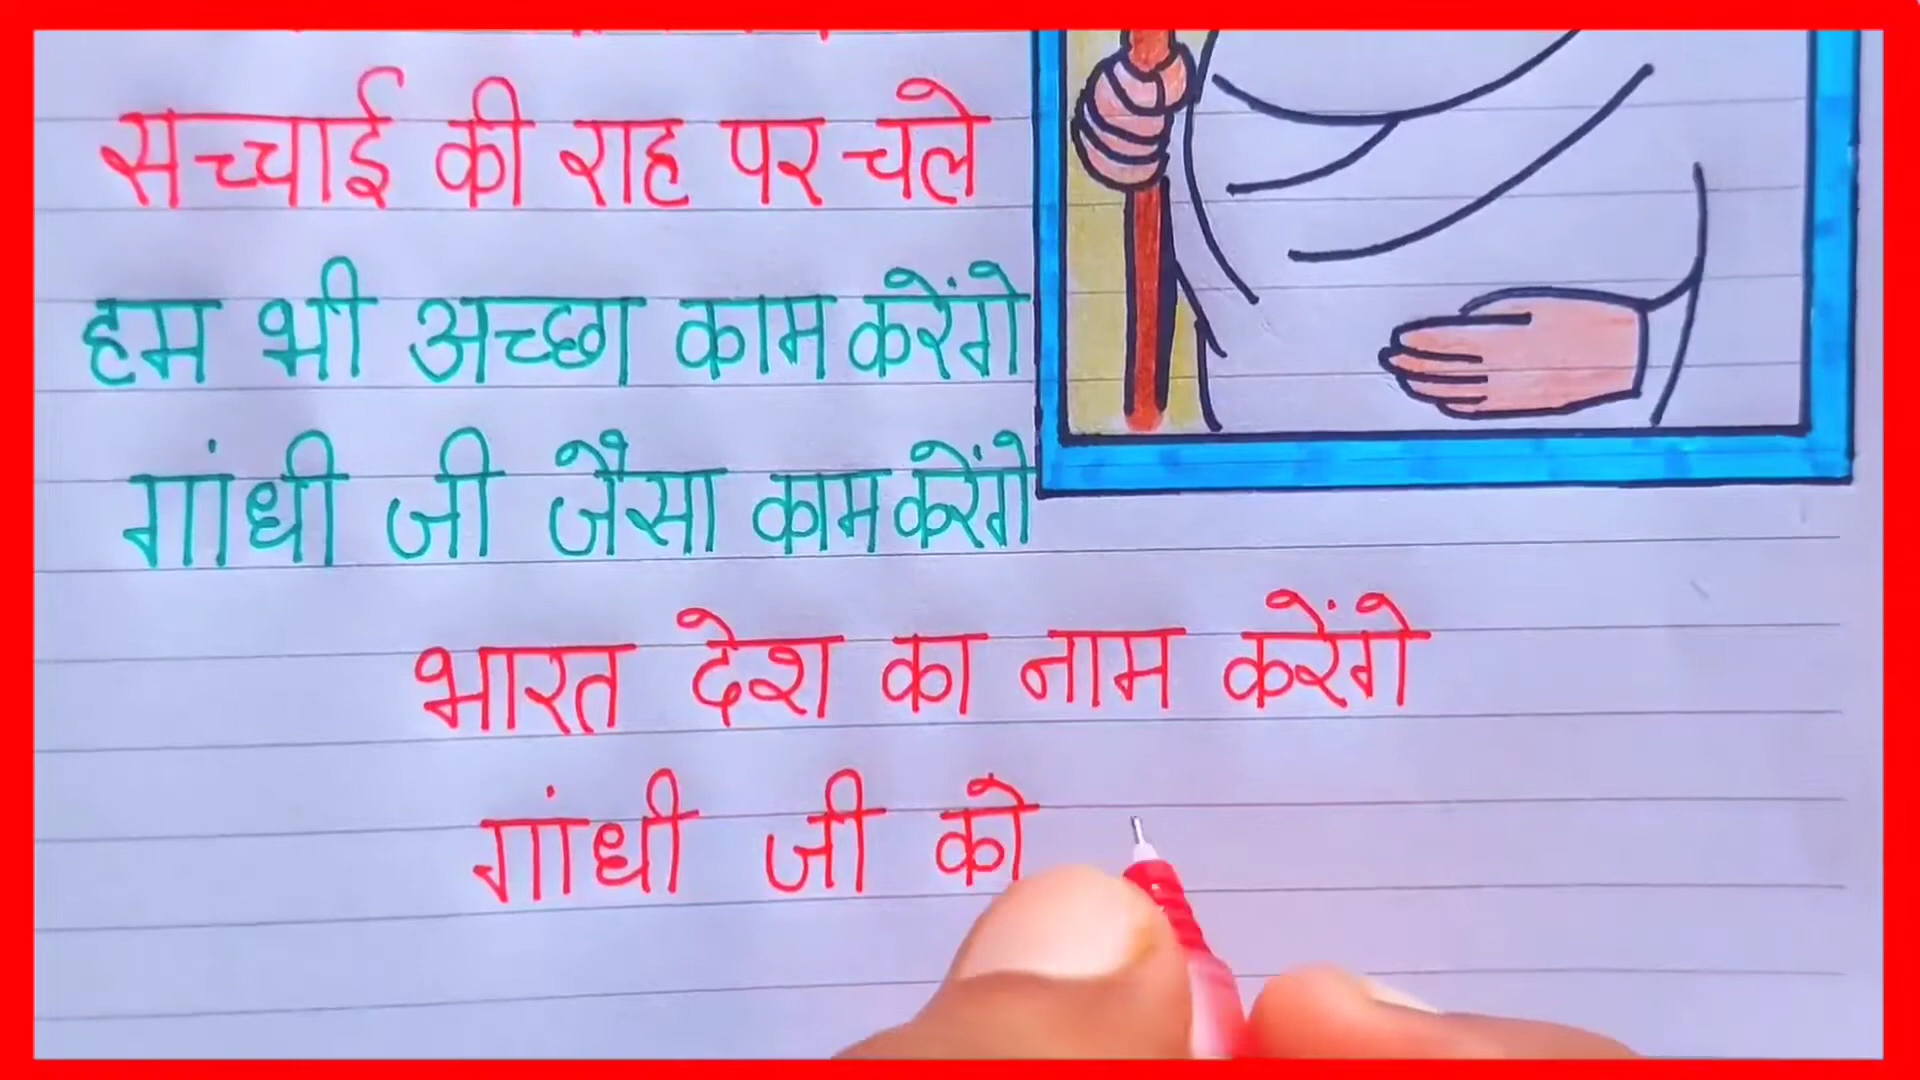 सच्चाई की राह पर चले
हम भी अच्छा काम करेंगे
गांधी जी जैसा काम करेंगे
भारत देश का नाम करेंगे
गांधी जी को